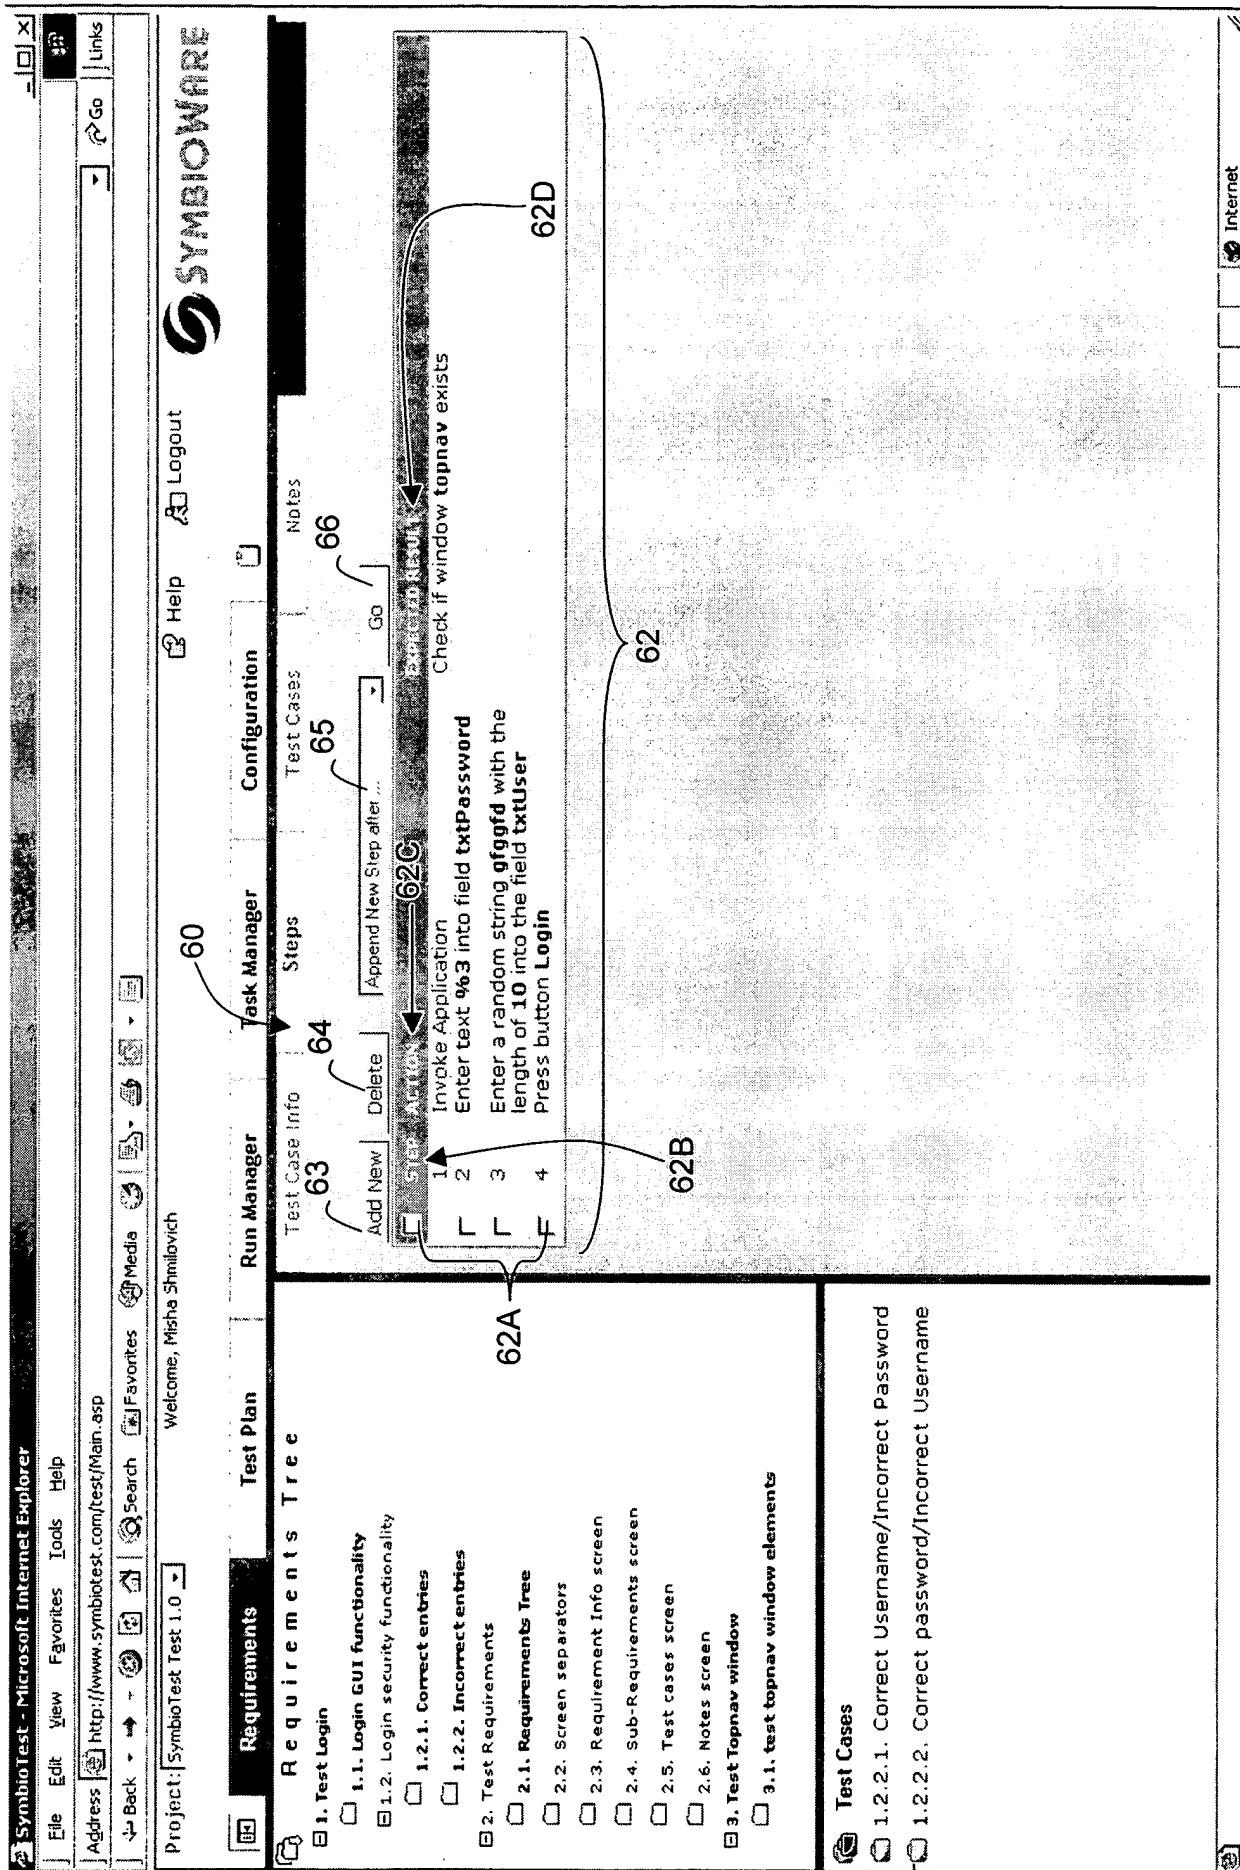 SymbioTest - Microsoft Internet Explorer
File Edit View Favorites Tools Help
Address http://www.symbiotest.com/test/Main.asp Go Links
Back Search Favorites Media
Project: SymbioTest Test 1.0 Welcome, Misha Shmilovich Help Logout SYMBIOWARE
Requirements Test Plan Run Manager Task Manager Configuration
60
Requirements Tree
1. Test Login
1.1. Login GUI functionality
1.2. Login security functionality
1.2.1. Correct entries
1.2.2. Incorrect entries
2. Test Requirements
2.1. Requirements Tree
2.2. Screen separators
2.3. Requirement Info screen
2.4. Sub-Requirements screen
2.5. Test cases screen
2.6. Notes screen
3. Test Topnav window
3.1. test topnav window elements
Test Cases
1.2.2.1. Correct Username/Incorrect Password
1.2.2.2. Correct password/Incorrect Username
Test Case Info Steps Test Cases Notes
63 64 65 66
Add New Delete Append New Step after ... Go
62C
STEP ACTION EXPECTED RESULT
1 Invoke Application Check if window topnav exists
2 Enter text %3 into field txtPassword
3 Enter a random string gfggfd with the
length of 10 into the field txtUser
4 Press button Login
62A
62B
62D
62
Internet